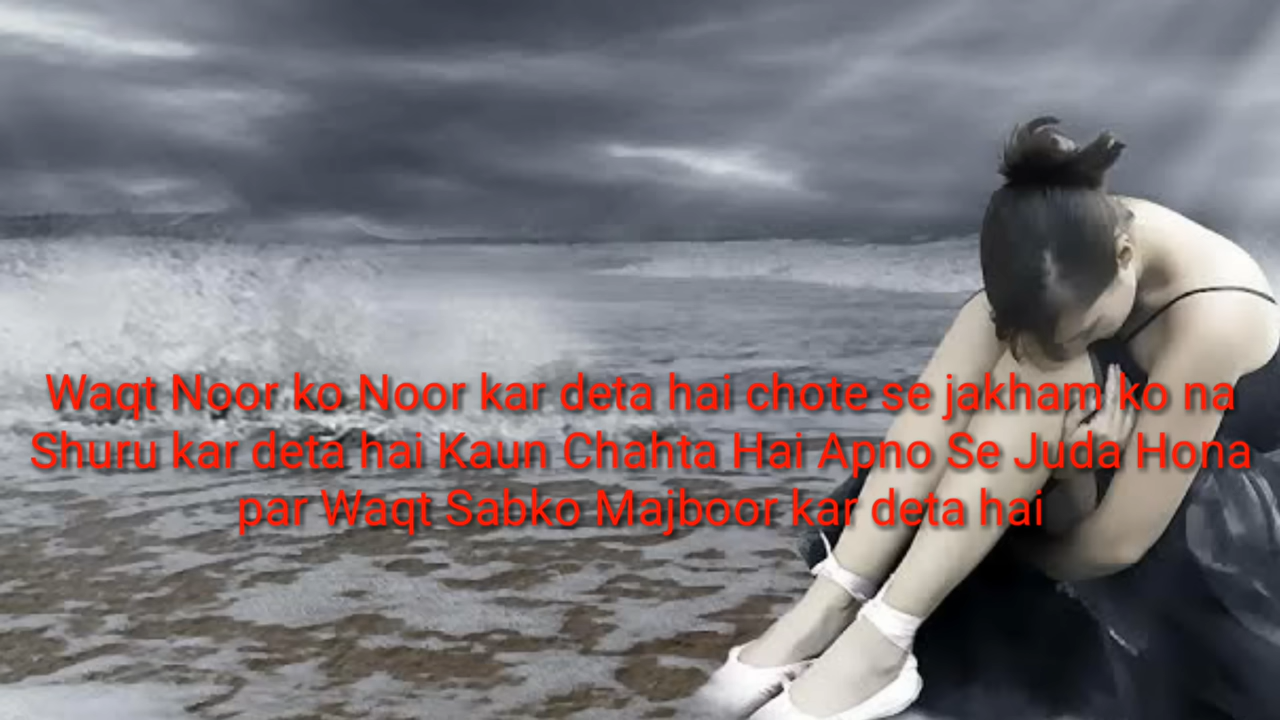 Waqt Noor ko Noor kar deta hai chote se jakham ko na
Shuru kar deta hai Kaun Chahta Hai Apno Se Juda Hona
par Waqt Sabko Majboor kar deta hai